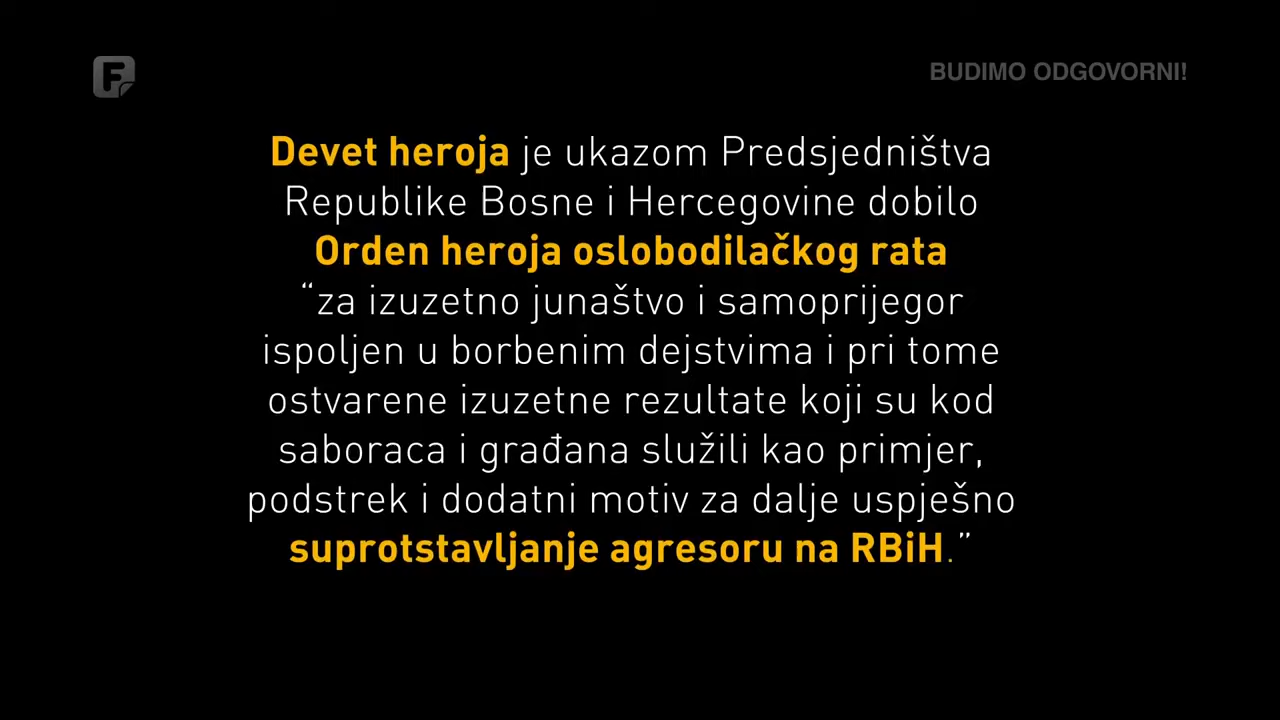 F
BUDIMO ODGOVORNI!
Devet heroja je ukazom Predsjedništva
Republike Bosne i Hercegovine dobilo
Orden heroja oslobodilačkog rata
“za izuzetno junaštvo i samoprijegor
ispoljen u borbenim dejstvima i pri tome
ostvarene izuzetne rezultate koji su kod
saboraca i građana služili kao primjer,
podstrek i dodatni motiv za dalje uspješno
suprotstavljanje agresoru na RBiH.”